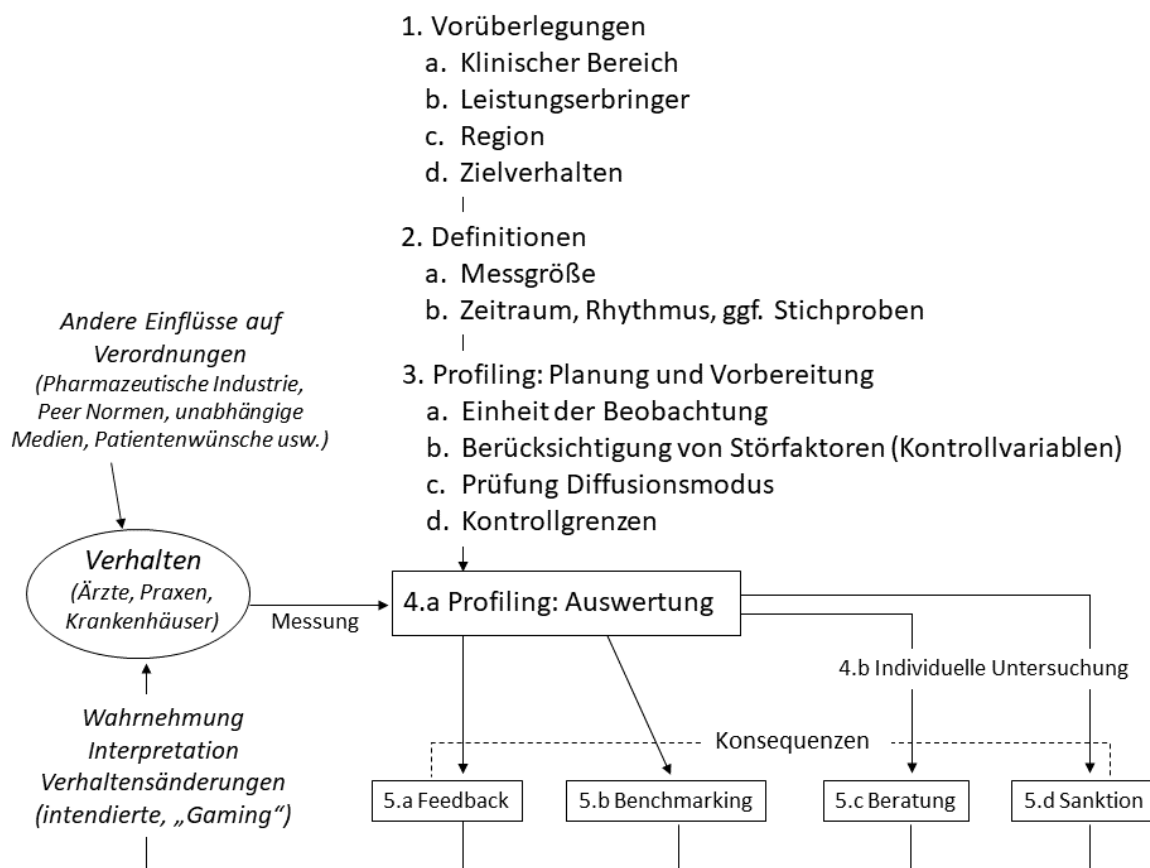 1. Vorüberlegungen
a. Klinischer Bereich
b. Leistungserbringer
c. Region
d. Zielverhalten
2. Definitionen
a. Messgröße
b. Zeitraum, Rhythmus, ggf. Stichproben
3. Profiling: Planung und Vorbereitung
a. Einheit der Beobachtung
b. Berücksichtigung von Störfaktoren (Kontrollvariablen)
c. Prüfung Diffusionsmodus
d. Kontrollgrenzen
Andere Einflüsse auf
Verordnungen
(Pharmazeutische Industrie,
Peer Normen, unabhängige
Medien, Patientenwünsche usw.)
Verhalten
(Ärzte, Praxen,
Krankenhäuser)
Messung
4.a Profiling: Auswertung
4.b Individuelle Untersuchung
Konsequenzen
5.a Feedback
5.b Benchmarking
5.c Beratung
5.d Sanktion
Wahrnehmung
Interpretation
Verhaltensänderungen
(intendierte, „Gaming“)